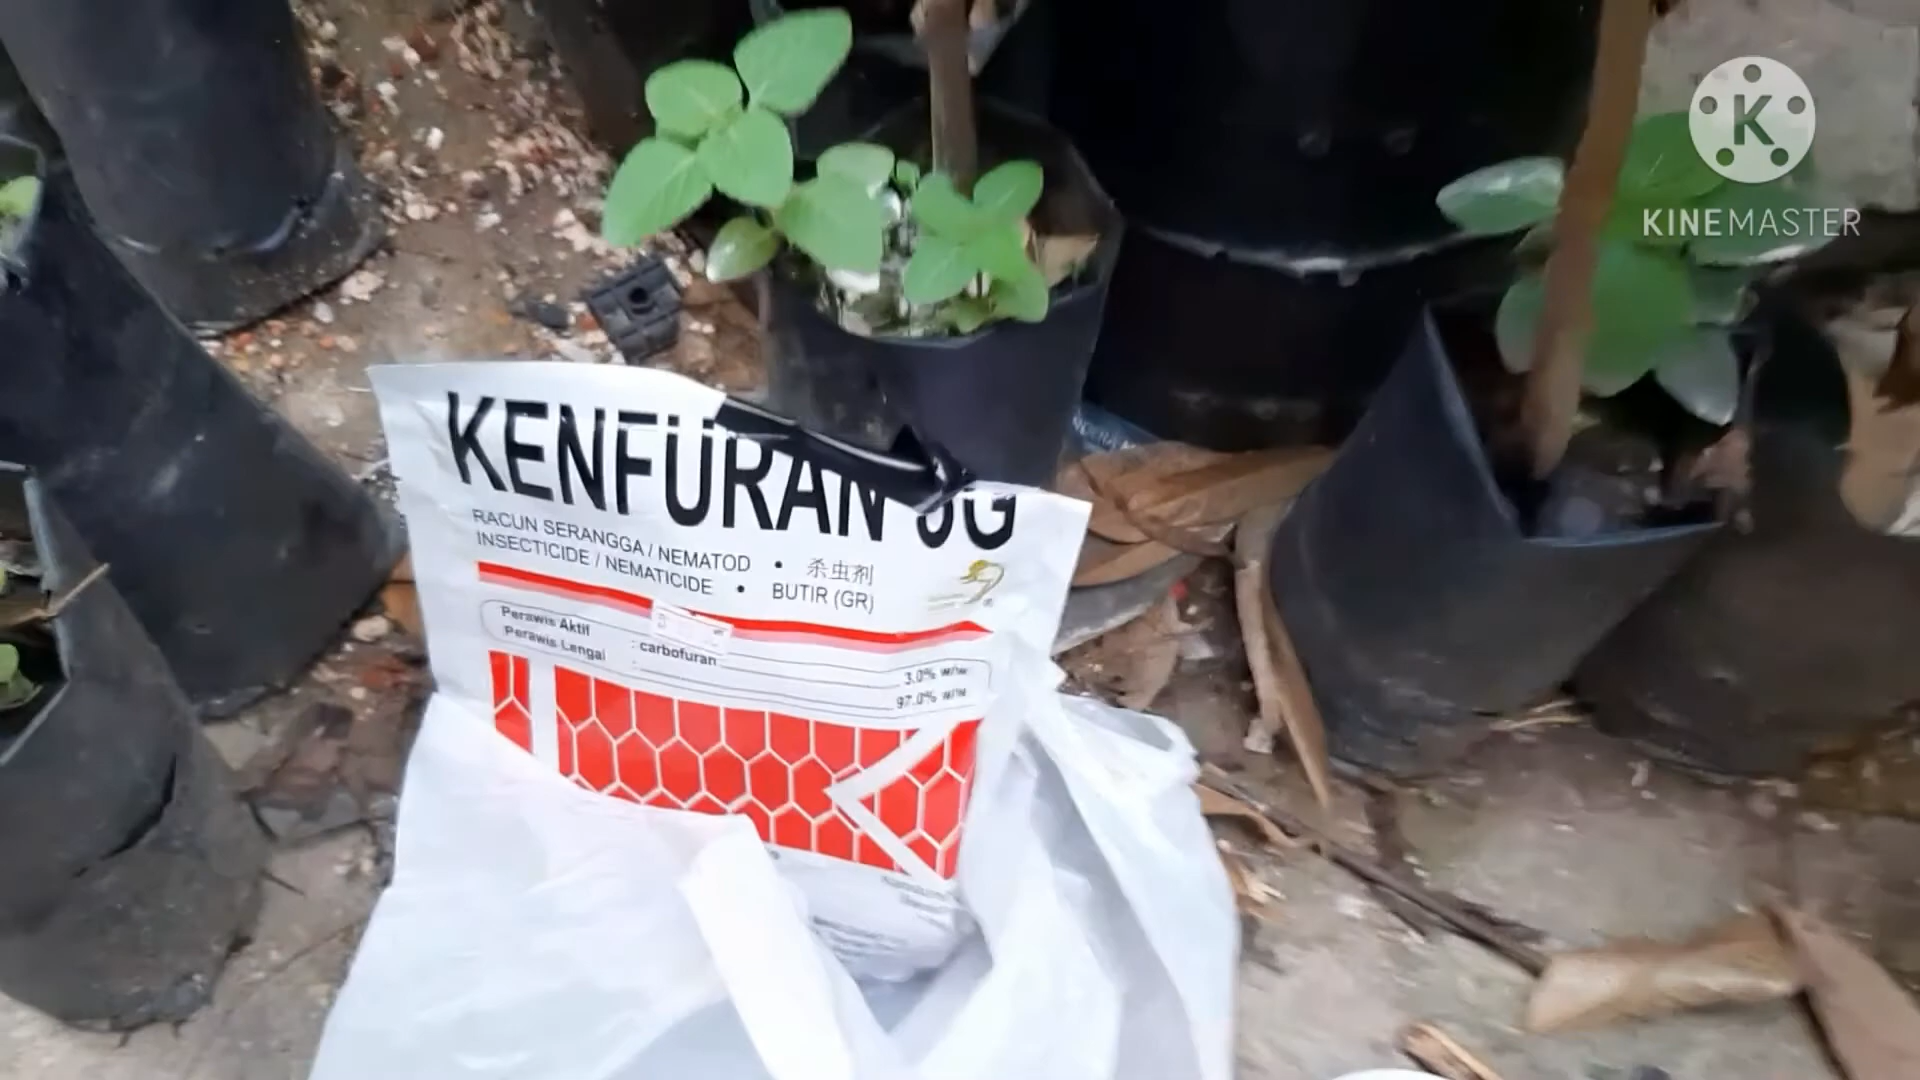 KINEMASTER
KENFURAN 3G
RACUN SERANGGA / NEMATOD • 杀虫剂
INSECTICIDE / NEMATICIDE • BUTIR (GR)
Perawis Aktif : carbofuran 3.0% w/w
Perawis Lengai : 97.0% w/w